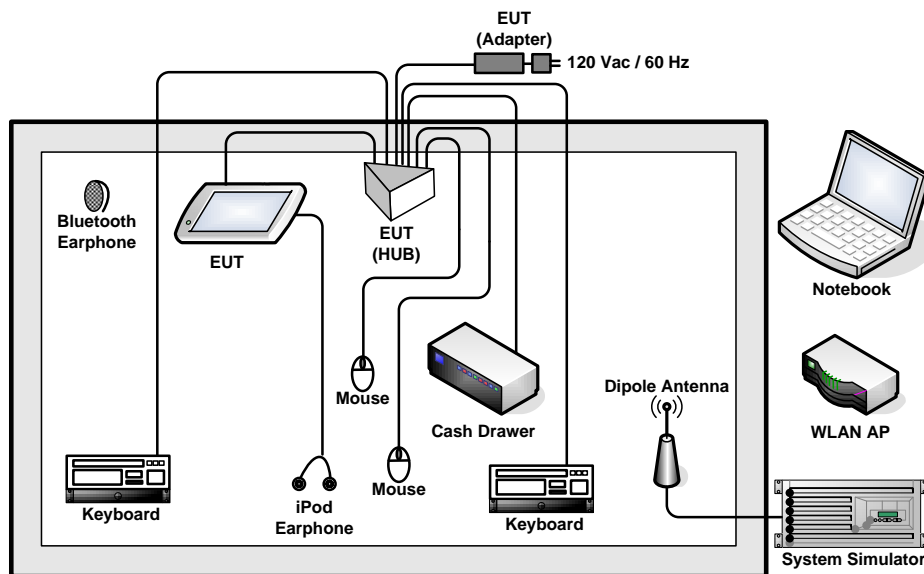 EUT
(Adapter)
120 Vac / 60 Hz
Bluetooth
Earphone
EUT
EUT
(HUB)
Notebook
Mouse
Cash Drawer
Dipole Antenna
WLAN AP
Keyboard
iPod
Earphone
Mouse
Keyboard
System Simulator